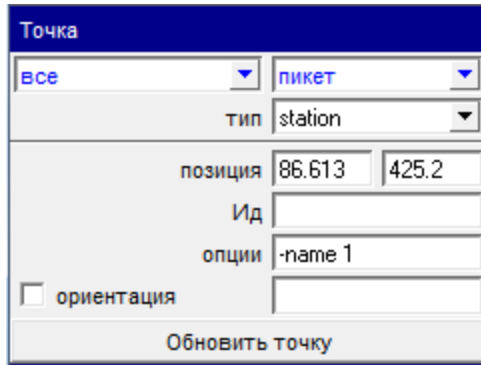 Точка
все пикет
тип station
позиция 86.613 425.2
Ид
опции -name 1
ориентация
Обновить точку